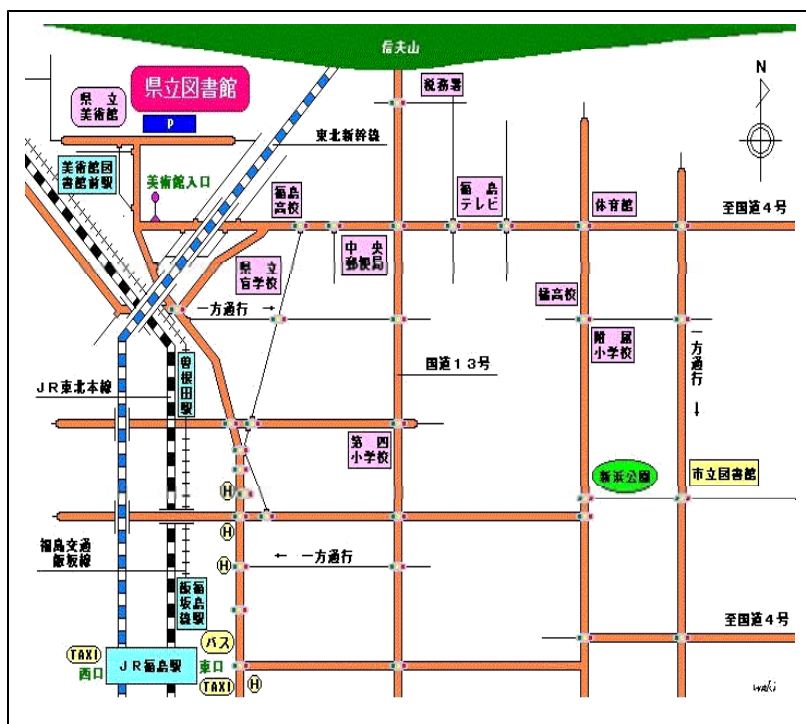 信夫山
税務署
県立図書館
県立
美術館
P
N
東北新幹線
美術館図
書館前駅
美術館入口
福島
高校
福島
テレビ
体育館
至国道4号
中央
郵便局
県立
盲学校
橘高校
一方通行 →
附属
小学校
一方通行 →
国道13号
曽根田駅
JR東北本線
第四
小学校
新浜公園
市立図書館
H
H
福島交通
飯坂線
← 一方通行
H
福島駅
飯坂線
至国道4号
バス
TAXI
JR福島駅
西口
東口
TAXI
H
waki